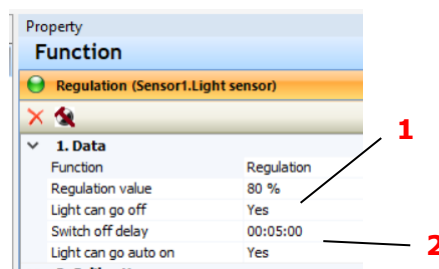 Property
Function
Regulation (Sensor1.Light sensor)
1. Data
Function Regulation
Regulation value 80 %
Light can go off Yes
Switch off delay 00:05:00
Light can go auto on Yes
1
2